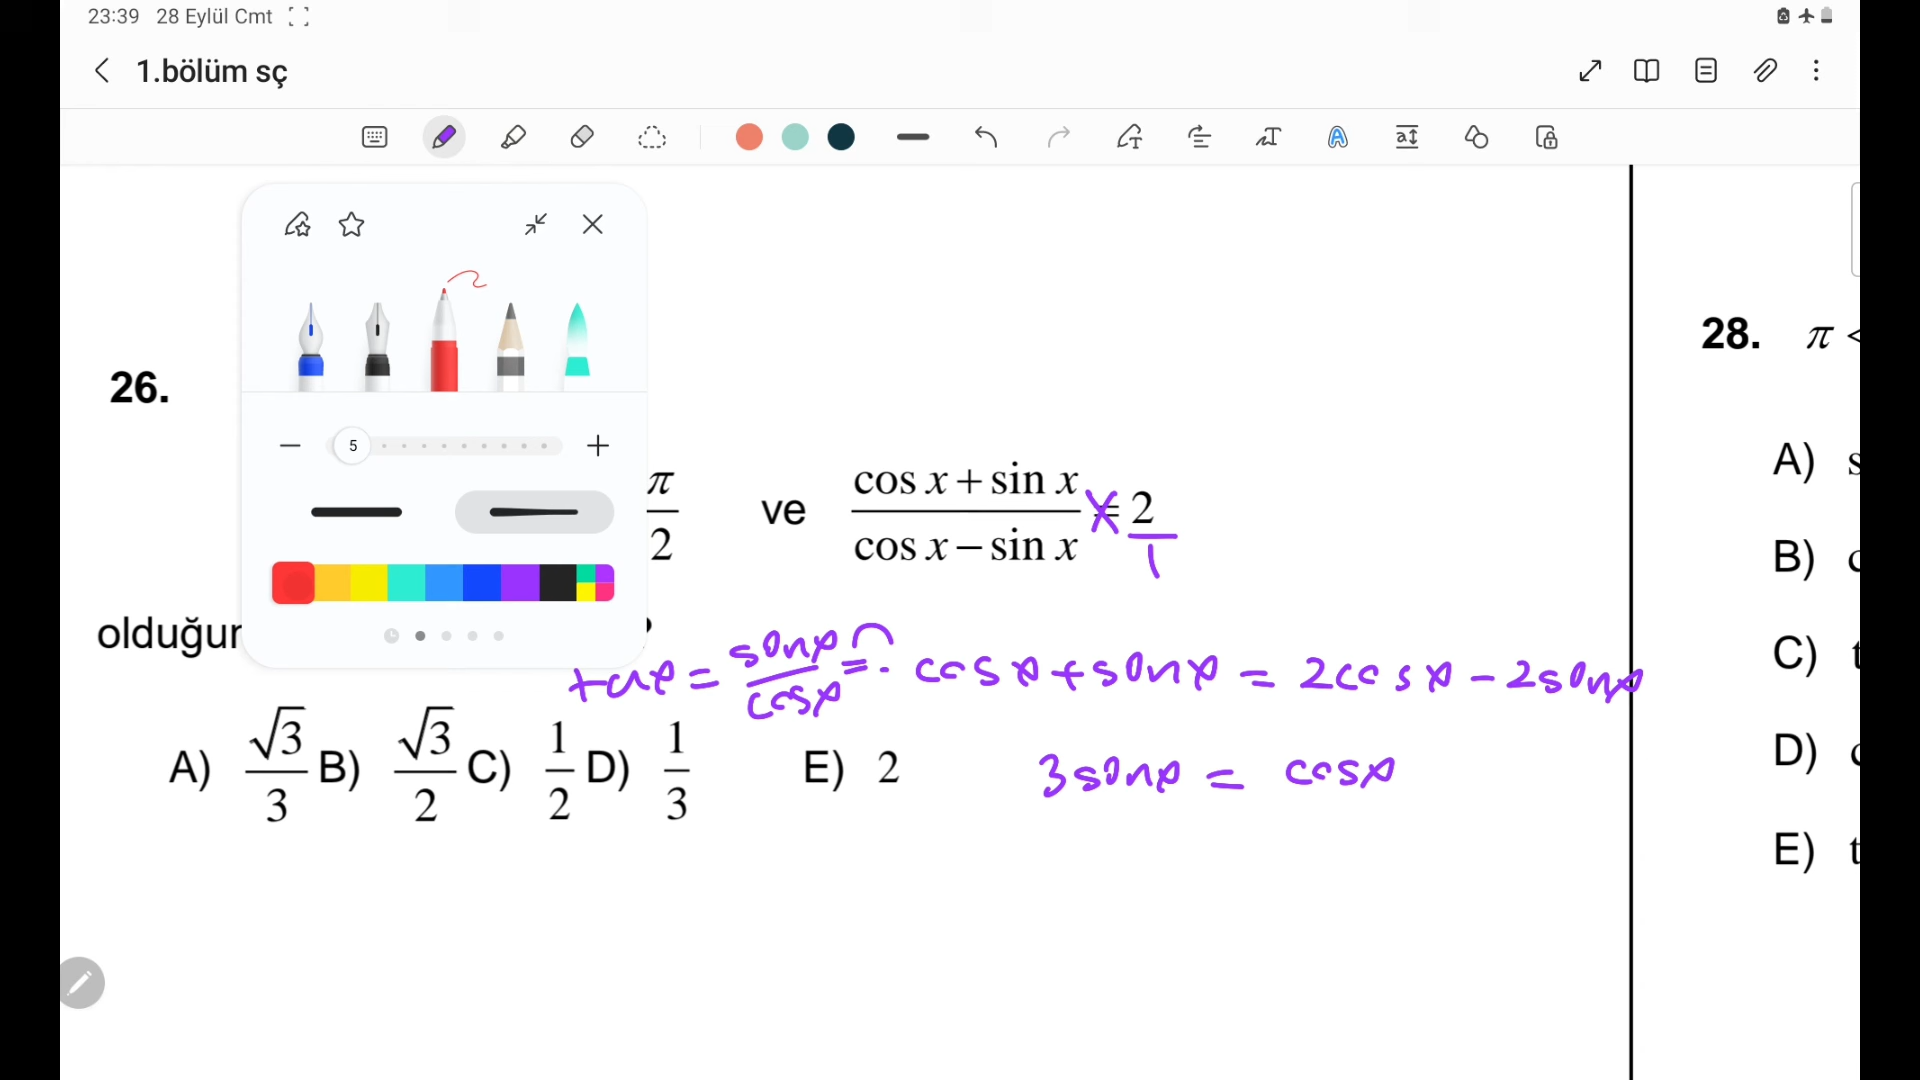 23:39 28 Eylül Cmt
1.bölüm sç
5
26.
π/2 ve (cos x + sin x)/(cos x − sin x) = 2/1
olduğun
tanx = sinx/cosx = cosx + sinx = 2cosx - 2sinx
A) √3/3 B) √3/2 C) 1/2 D) 1/3 E) 2
3sinx = cosx
28. π <
A) s
B) c
C) t
D) c
E) t